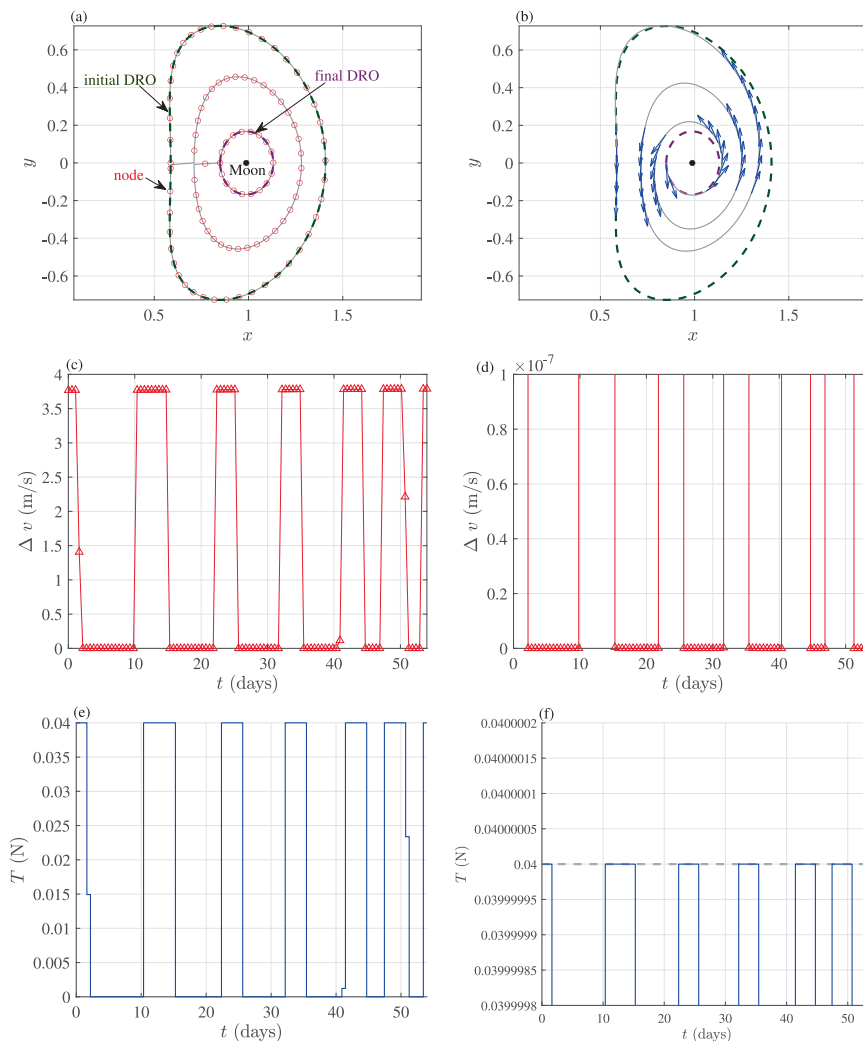 (a)
0.6
0.4
0.2
0
-0.2
-0.4
-0.6
y
0.5
1
1.5
x
initial DRO
final DRO
node
Moon
(b)
0.6
0.4
0.2
0
-0.2
-0.4
-0.6
y
0.5
1
1.5
x
(c)
4
3.5
3
2.5
2
1.5
1
0.5
0
Δ v (m/s)
0 10 20 30 40 50
t (days)
(d)
×10⁻⁷
1
0.8
0.6
0.4
0.2
0
Δ v (m/s)
0 10 20 30 40 50
t (days)
(e)
0.04
0.035
0.03
0.025
0.02
0.015
0.01
0.005
0
T (N)
0 10 20 30 40 50
t (days)
(f)
0.0400002
0.04000015
0.0400001
0.04000005
0.04
0.03999995
0.0399999
0.03999985
0.0399998
T (N)
0 10 20 30 40 50
t (days)